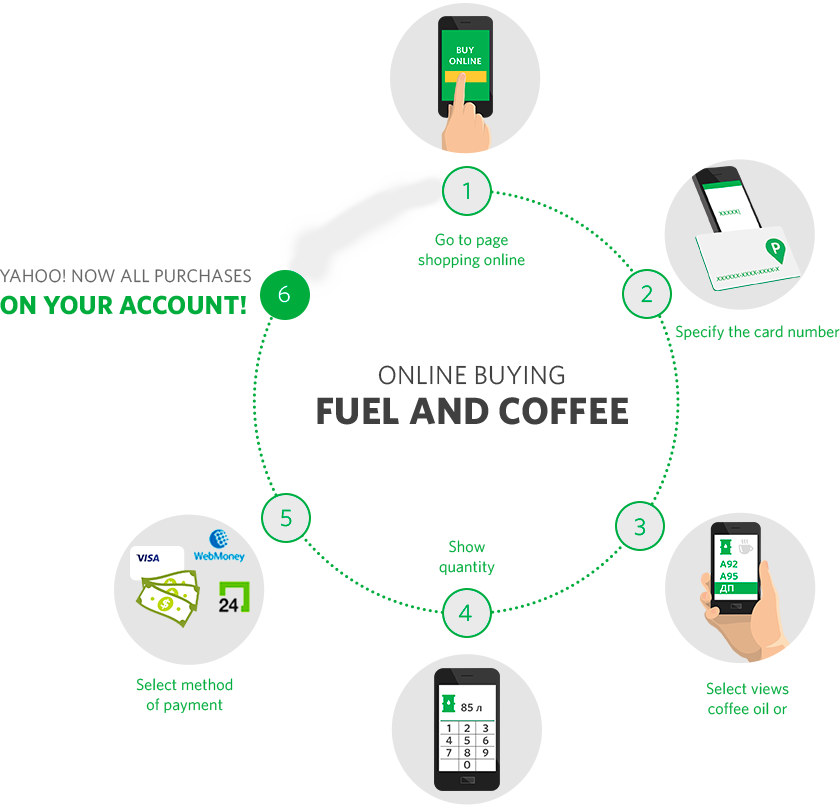 BUY
ONLINE
1
Go to page
shopping online
XXXXX|
P
XXXXXX-XXXX-XXXX-X
2
Specify the card number
YAHOO! NOW ALL PURCHASES
ON YOUR ACCOUNT!
6
ONLINE BUYING
FUEL AND COFFEE
3
A92
A95
ДП
Select views
coffee oil or
Show
quantity
4
85 л
1 2 3
4 5 6
7 8 9
0
5
VISA
WebMoney
$
24
Select method
of payment